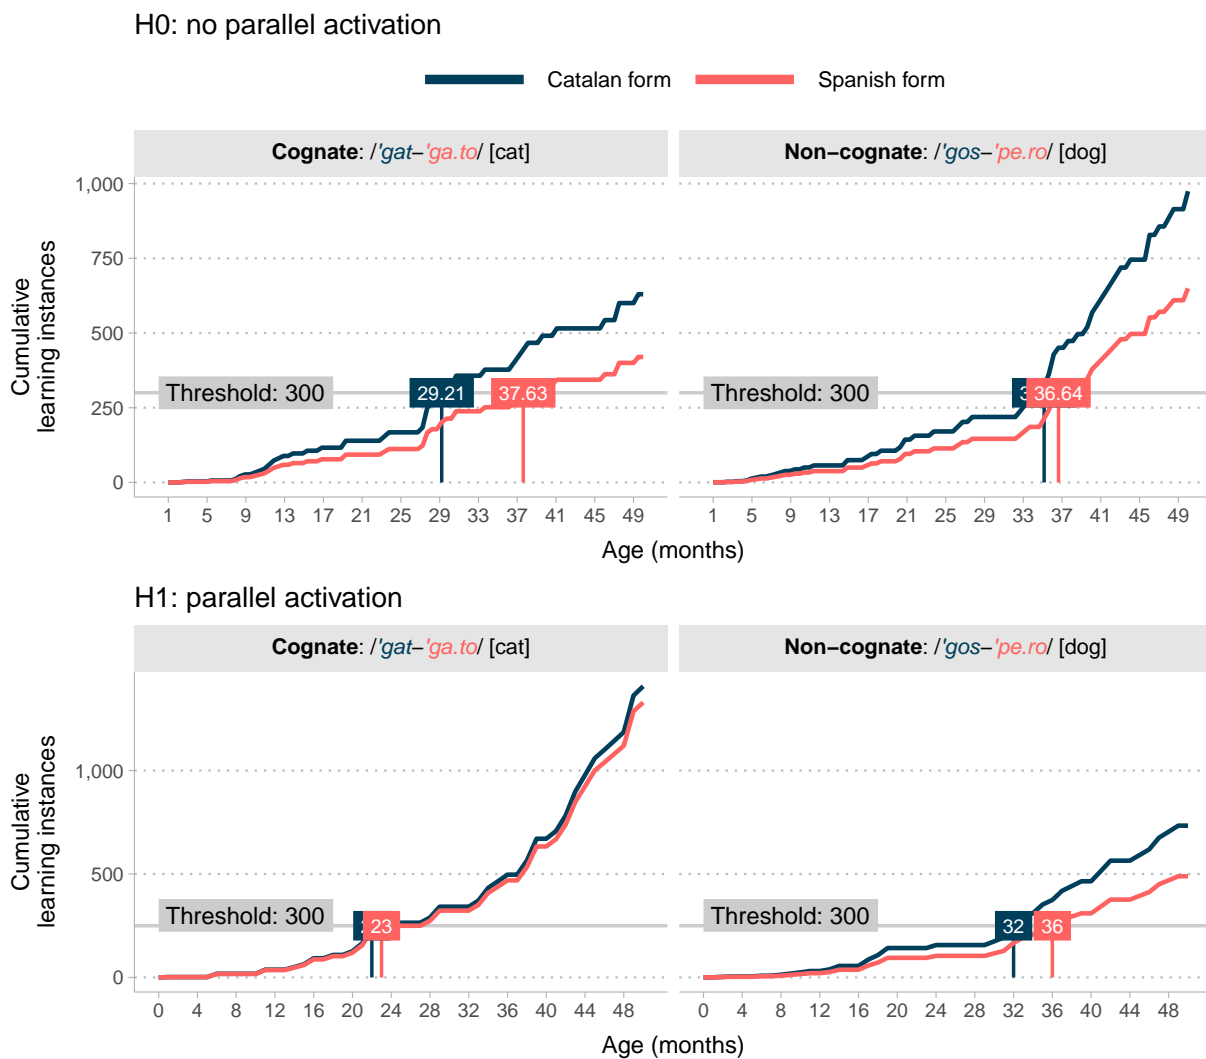 H0: no parallel activation
Catalan form Spanish form
Cognate: /'gat–'ga.to/ [cat] Non−cognate: /'gos–'pe.ro/ [dog]
Cumulative
learning instances
1,000
750
500
250
0
Threshold: 300 29.21 37.63 Threshold: 300 36.64
1 5 9 13 17 21 25 29 33 37 41 45 49 1 5 9 13 17 21 25 29 33 37 41 45 49
Age (months)
H1: parallel activation
Cognate: /'gat–'ga.to/ [cat] Non−cognate: /'gos–'pe.ro/ [dog]
Cumulative
learning instances
1,000
500
0
Threshold: 300 23 Threshold: 300 32 36
0 4 8 12 16 20 24 28 32 36 40 44 48 0 4 8 12 16 20 24 28 32 36 40 44 48
Age (months)